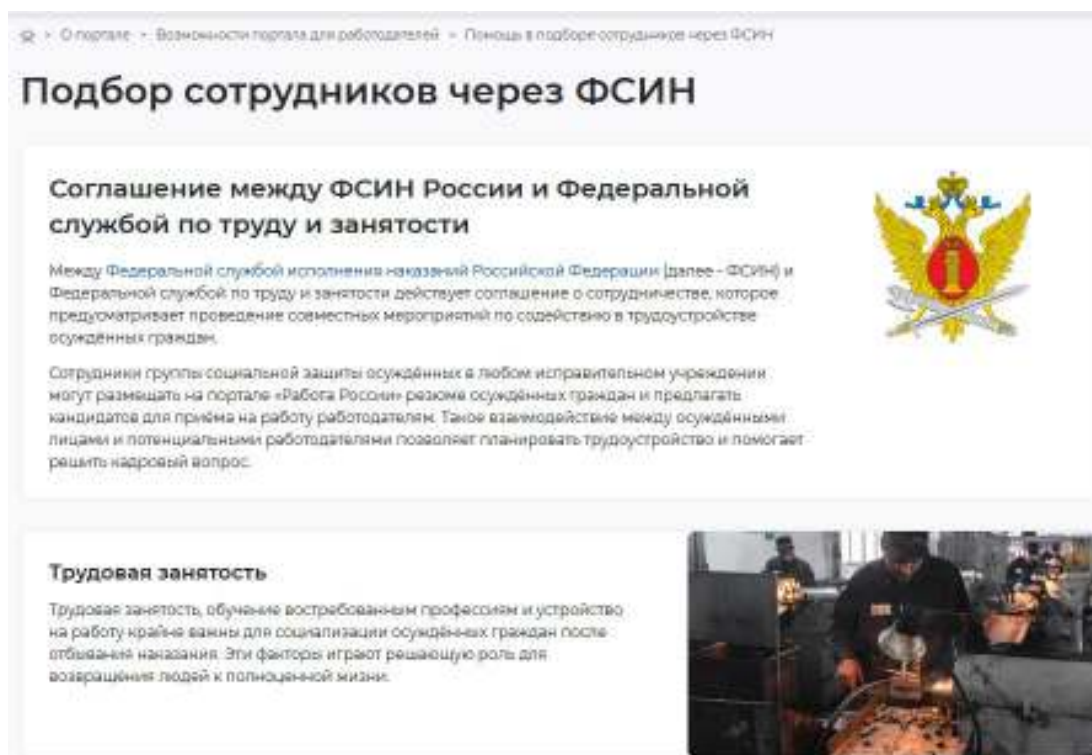 О портале • Возможности портала для работодателей • Помощь в подборе сотрудников через ФСИН
Подбор сотрудников через ФСИН
Соглашение между ФСИН России и Федеральной
службой по труду и занятости
Между Федеральной службой исполнения наказаний Российской Федерации (далее - ФСИН) и
Федеральной службой по труду и занятости действует соглашение о сотрудничестве, которое
предусматривает проведение совместных мероприятий по содействию в трудоустройстве
осуждённых граждан.
Сотрудники группы социальной защиты осуждённых в любом исправительном учреждении
могут размещать на портале «Работа России» резюме осуждённых граждан и предлагать
кандидатов для приёма на работу работодателям. Такое взаимодействие между осуждёнными
лицами и потенциальными работодателями позволяет планировать трудоустройство и помогает
решить кадровый вопрос.
Трудовая занятость
Трудовая занятость, обучение востребованным профессиям и устройство
на работу крайне важны для социализации осуждённых граждан после
отбывания наказания. Эти факторы играют решающую роль для
возвращения людей к полноценной жизни.